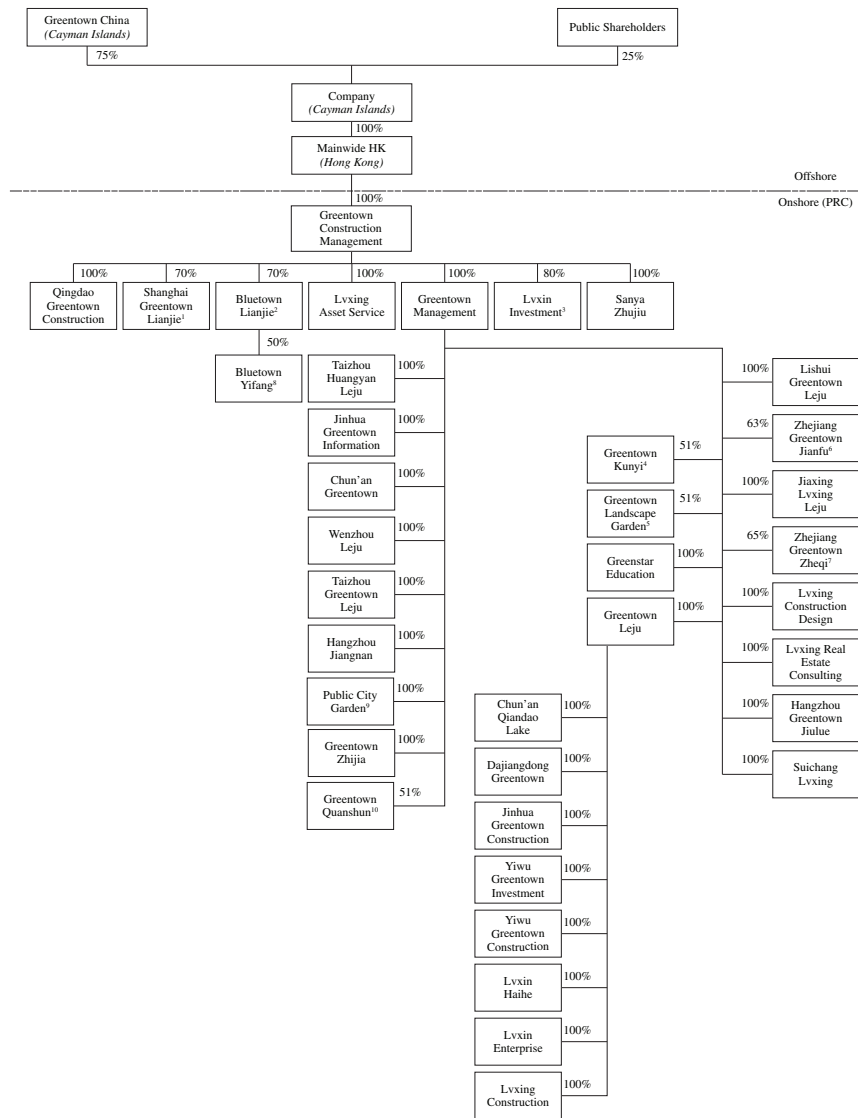 Greentown China
(Cayman Islands)
Public Shareholders
75%
25%
Company
(Cayman Islands)
100%
Mainwide HK
(Hong Kong)
Offshore
100%
Onshore (PRC)
Greentown
Construction
Management
100%
70%
70%
100%
100%
80%
100%
Qingdao
Greentown
Construction
Shanghai
Greentown
Lianjie¹
Bluetown
Lianjie²
Lvxing
Asset Service
Greentown
Management
Lvxin
Investment³
Sanya
Zhujiu
50%
Bluetown
Yifang⁸
Taizhou
Huangyan
Leju
100%
Jinhua
Greentown
Information
100%
Chun'an
Greentown
100%
Wenzhou
Leju
100%
Taizhou
Greentown
Leju
100%
Hangzhou
Jiangnan
100%
Public City
Garden⁹
100%
Greentown
Zhijia
100%
Greentown
Quanshun¹⁰
51%
Greentown
Kunyi⁴
51%
Greentown
Landscape
Garden⁵
51%
Greenstar
Education
100%
Greentown
Leju
100%
100%
Lishui
Greentown
Leju
63%
Zhejiang
Greentown
Jianfu⁶
100%
Jiaxing
Lvxing
Leju
65%
Zhejiang
Greentown
Zheqi⁷
100%
Lvxing
Construction
Design
100%
Lvxing Real
Estate
Consulting
100%
Hangzhou
Greentown
Jiulue
100%
Suichang
Lvxing
Chun'an
Qiandao
Lake
100%
Dajiangdong
Greentown
100%
Jinhua
Greentown
Construction
100%
Yiwu
Greentown
Investment
100%
Yiwu
Greentown
Construction
100%
Lvxin
Haihe
100%
Lvxin
Enterprise
100%
Lvxing
Construction
100%